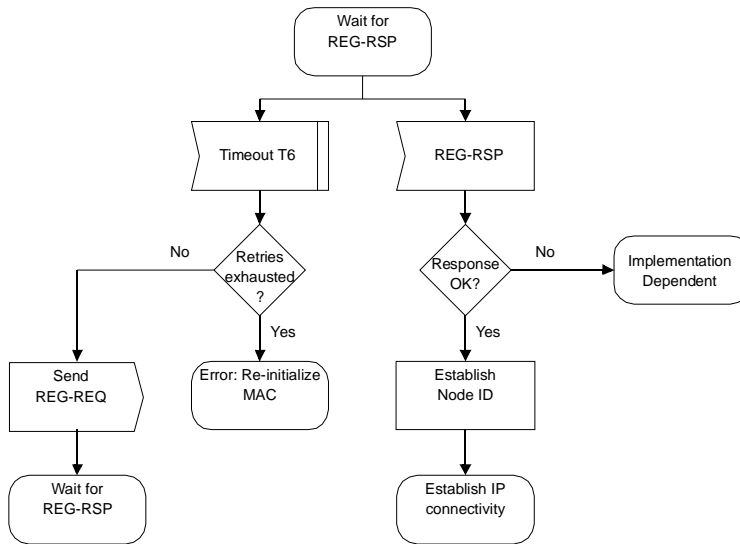 Wait for
REG-RSP
Timeout T6
REG-RSP
No
Retries
exhausted
?
Response
OK?
No
Implementation
Dependent
Yes
Yes
Send
REG-REQ
Error: Re-initialize
MAC
Establish
Node ID
Wait for
REG-RSP
Establish IP
connectivity